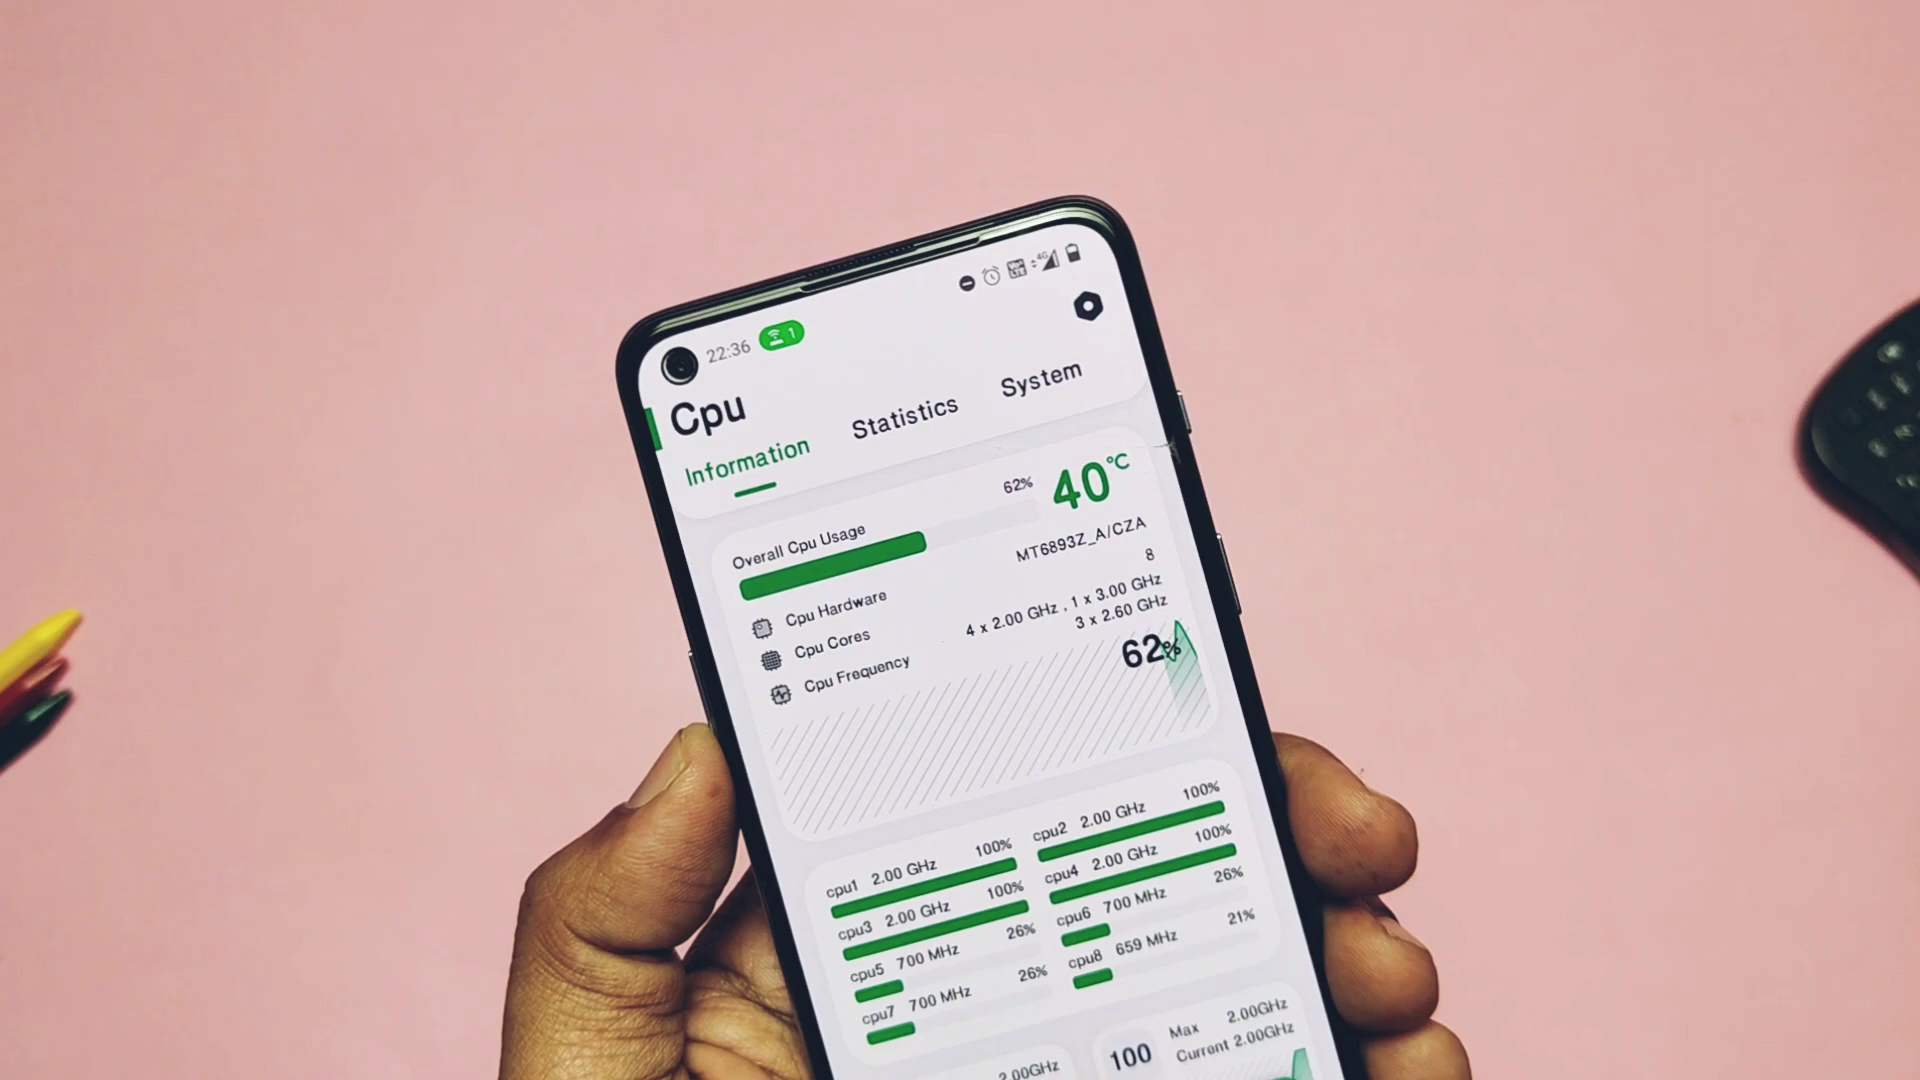 22:36 1
Cpu
Information Statistics System
Overall Cpu Usage 62% 40°C
Cpu Hardware MT6893Z_A/CZA
Cpu Cores 8
Cpu Frequency 4 x 2.00 GHz , 1 x 3.00 GHz
3 x 2.60 GHz
62%
cpu1 2.00 GHz 100%
cpu2 2.00 GHz 100%
cpu3 2.00 GHz 100%
cpu4 2.00 GHz 100%
cpu5 700 MHz 26%
cpu6 700 MHz 26%
cpu7 700 MHz 26%
cpu8 659 MHz 21%
2.00GHz
100
Max 2.00GHz
Current 2.00GHz